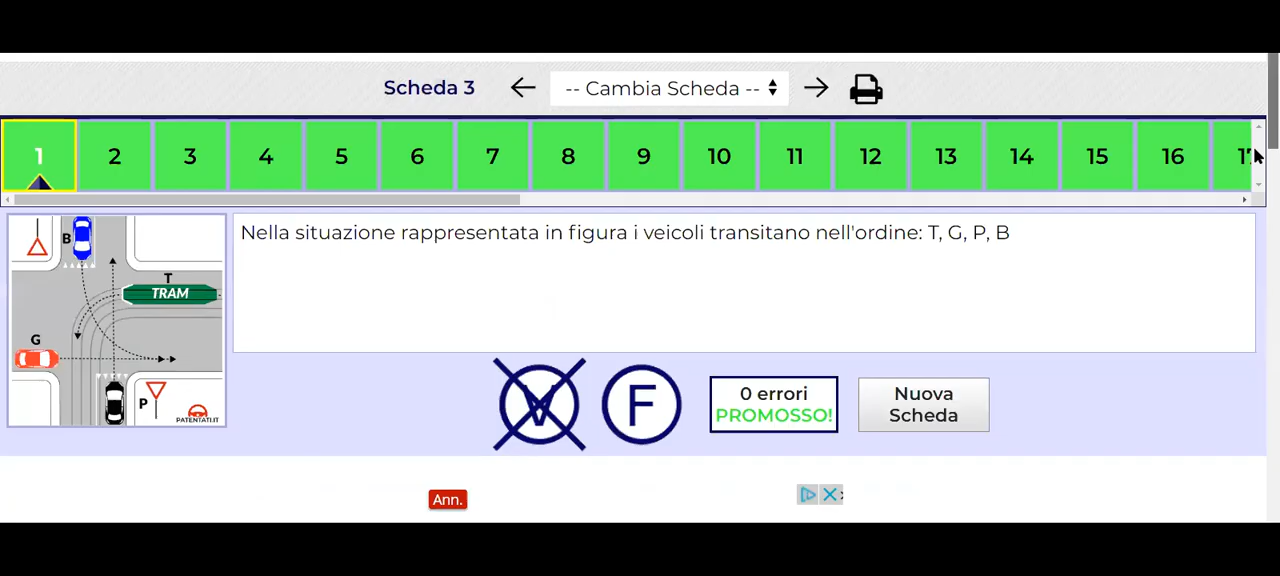 Scheda 3
-- Cambia Scheda --
1 2 3 4 5 6 7 8 9 10 11 12 13 14 15 16
Nella situazione rappresentata in figura i veicoli transitano nell'ordine: T, G, P, B
B
T
TRAM
G
P
PATENTATI.IT
V F
0 errori
PROMOSSO!
Nuova
Scheda
Ann.